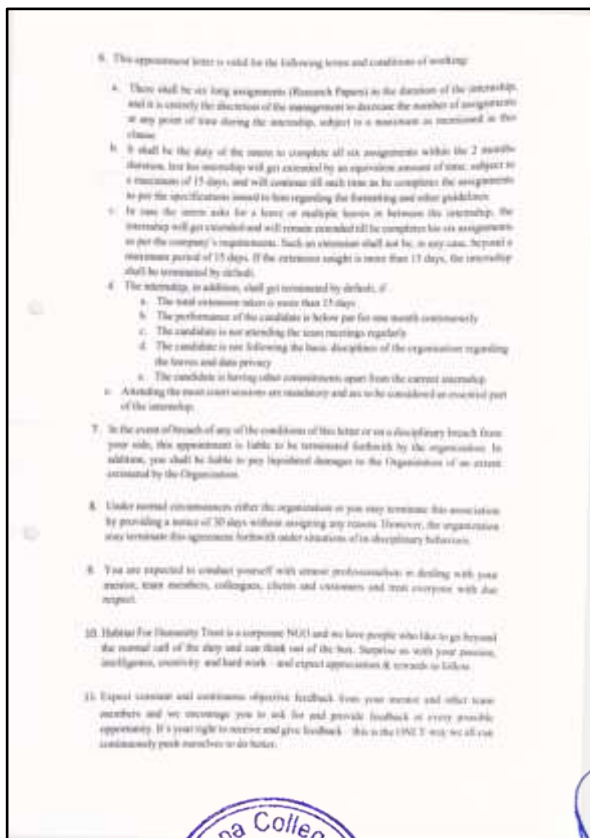 6. This appointment letter is valid for the following terms and conditions of working:
a. There shall be six long assignments (Research Papers) in the duration of the internship,
and it is entirely the discretion of the management to decrease the number of assignments
at any point of time during the internship, subject to a maximum as mentioned in this
clause.
b. It shall be the duty of the intern to complete all six assignments within the 2 months
duration, lest his internship will get extended by an equivalent amount of time, subject to
a maximum of 15 days, and will continue till such time as he completes the assignments
as per the specifications issued to him regarding the formatting and other guidelines.
c. In case the intern asks for a leave or multiple leaves in between the internship, the
internship will get extended and will remain extended till he completes his six assignments
as per the company's requirements. Such an extension shall not be, in any case, beyond a
maximum period of 15 days. If the extension sought is more than 15 days, the internship
shall be terminated by default.
d. The internship, in addition, shall get terminated by default, if
a. The total extension taken is more than 15 days
b. The performance of the candidate is below par for one month continuously
c. The candidate is not attending the team meetings regularly
d. The candidate is not following the basic disciplines of the organization regarding
the leaves and data privacy
e. The candidate is having other commitments apart from the current internship
e. Attending the moot court sessions are mandatory and are to be considered an essential part
of the internship.
7. In the event of breach of any of the conditions of this letter or on a disciplinary breach from
your side, this appointment is liable to be terminated forthwith by the organization. In
addition, you shall be liable to pay liquidated damages to the Organization of an extent
estimated by the Organization.
8. Under normal circumstances either the organization or you may terminate this association
by providing a notice of 30 days without assigning any reason. However, the organization
may terminate this agreement forthwith under situations of in-disciplinary behaviors.
9. You are expected to conduct yourself with utmost professionalism in dealing with your
mentor, team members, colleagues, clients and customers and treat everyone with due
respect.
10. Habitat For Humanity Trust is a corporate NGO and we love people who like to go beyond
the normal call of the duty and can think out of the box. Surprise us with your passion,
intelligence, creativity and hard work - and expect appreciation & rewards to follow.
11. Expect constant and continuous objective feedback from your mentor and other team
members and we encourage you to ask for and provide feedback at every possible
opportunity. It's your right to receive and give feedback - this is the ONLY way we all can
continuously push ourselves to do better.
pa Colleg